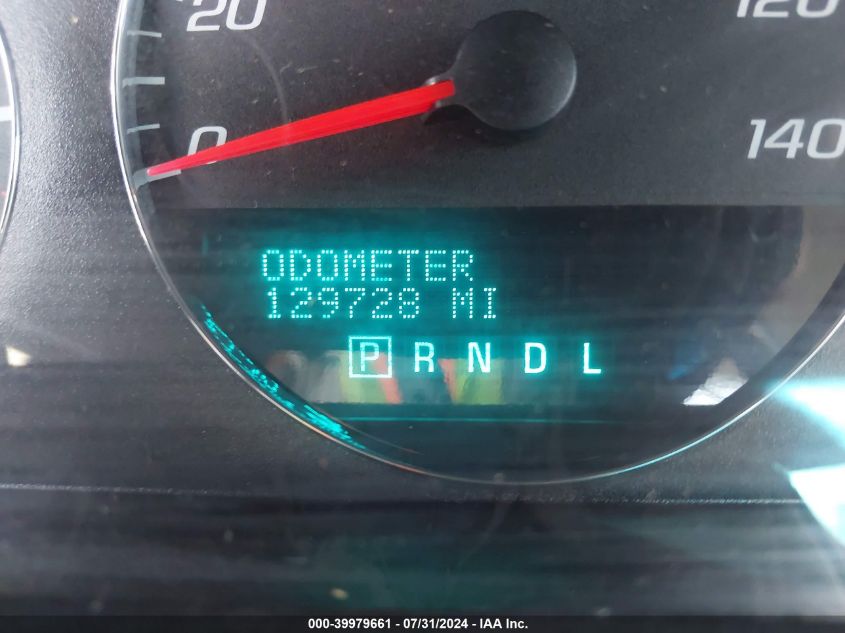 20
120
0
140
ODOMETER
129728 MI
P R N D L
000-39979661 - 07/31/2024 - IAA Inc.